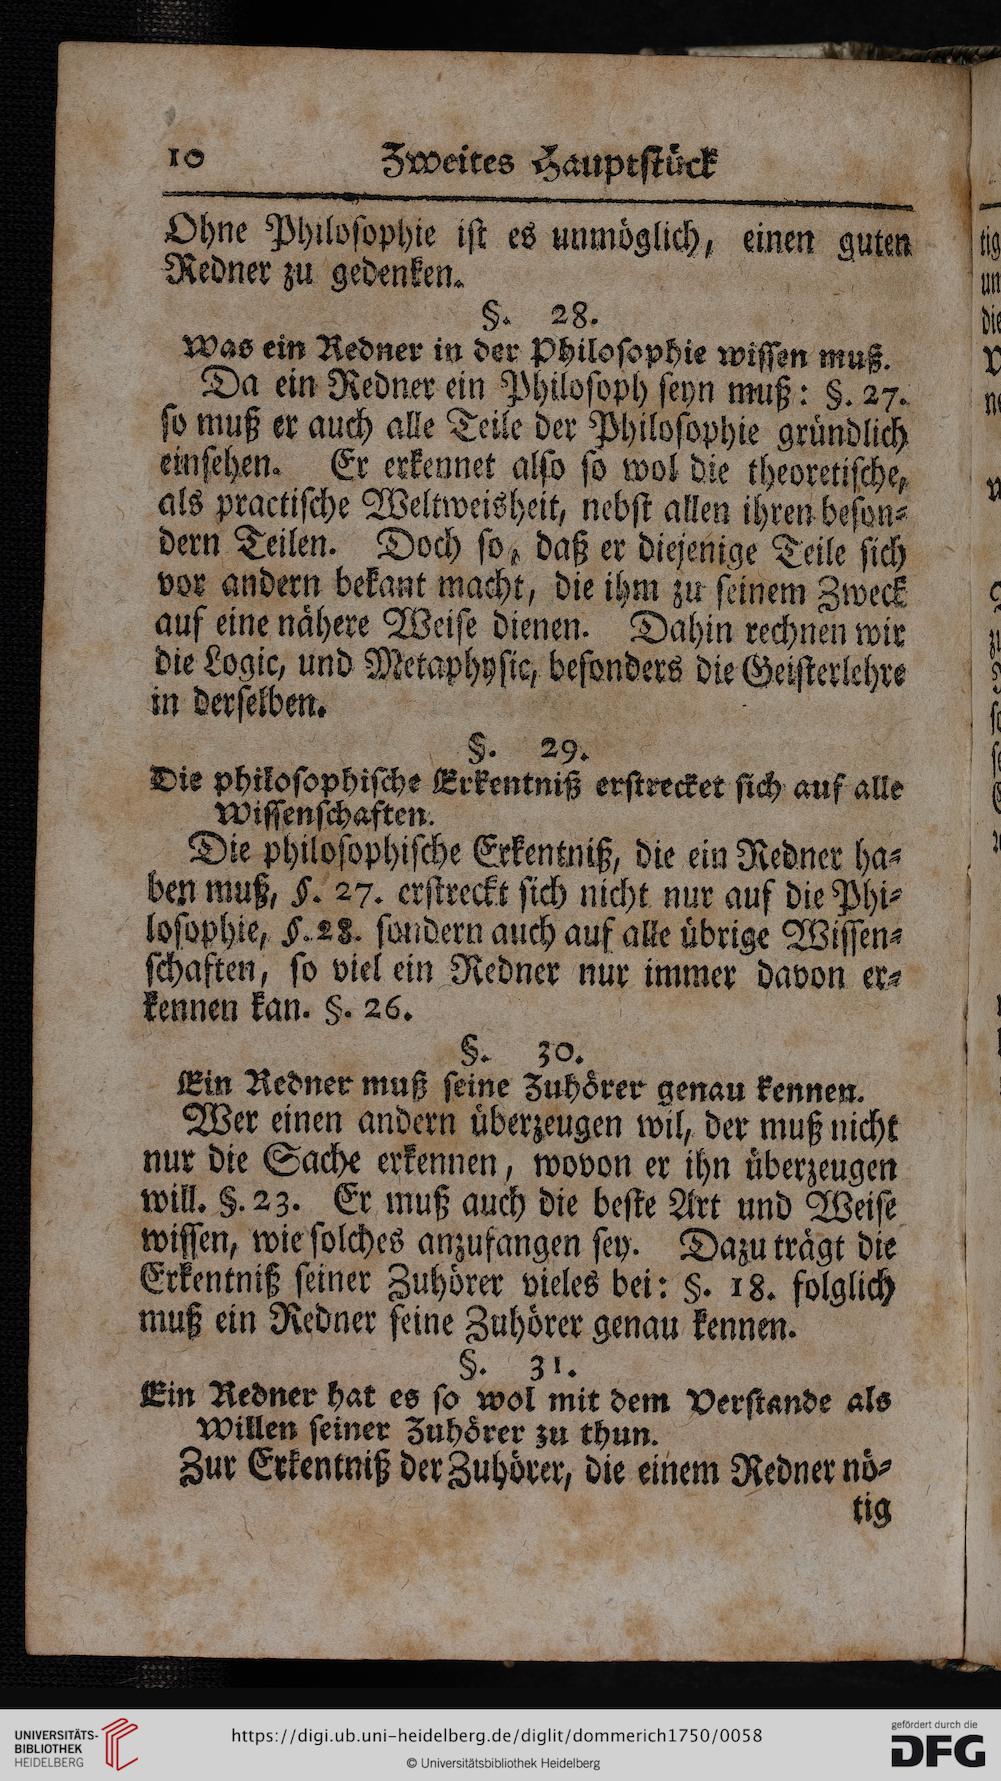 10 Zweites Hauptstück
Ohne Philosophie ist es unmöglich, einen guten
Redner zu gedenken.
§. 28.
Was ein Redner in der Philosophie wissen muß.
Da ein Redner ein Philosoph seyn muß: §. 27.
so muß er auch alle Teile der Philosophie gründlich
einsehen. Er erkennet also so wol die theoretische,
als practische Weltweisheit, nebst allen ihren beson-
dern Teilen. Doch so, daß er diejenige Teile sich
vor andern bekant macht, die ihm zu seinem Zweck
auf eine nähere Weise dienen. Dahin rechnen wir
die Logic, und Metaphysic, besonders die Geisterlehre
in derselben.
§. 29.
Die philosophische Erkentniß erstrecket sich auf alle
Wissenschaften.
Die philosophische Erkentniß, die ein Redner ha-
ben muß, §. 27. erstreckt sich nicht nur auf die Phi-
losophie, §. 28. sondern auch auf alle übrige Wissen-
schaften, so viel ein Redner nur immer davon er-
kennen kan. §. 26.
§. 30.
Ein Redner muß seine Zuhörer genau kennen.
Wer einen andern überzeugen wil, der muß nicht
nur die Sache erkennen, wovon er ihn überzeugen
will. §. 23. Er muß auch die beste Art und Weise
wissen, wie solches anzufangen sey. Dazu trägt die
Erkentniß seiner Zuhörer vieles bei: §. 18. folglich
muß ein Redner seine Zuhörer genau kennen.
§. 31.
Ein Redner hat es so wol mit dem Verstande als
Willen seiner Zuhörer zu thun.
Zur Erkentniß der Zuhörer, die einem Redner nö-
tig
UNIVERSITÄTS-
BIBLIOTHEK
HEIDELBERG
https://digi.ub.uni-heidelberg.de/diglit/dommerich1750/0058
© Universitätsbibliothek Heidelberg
gefördert durch die
DFG